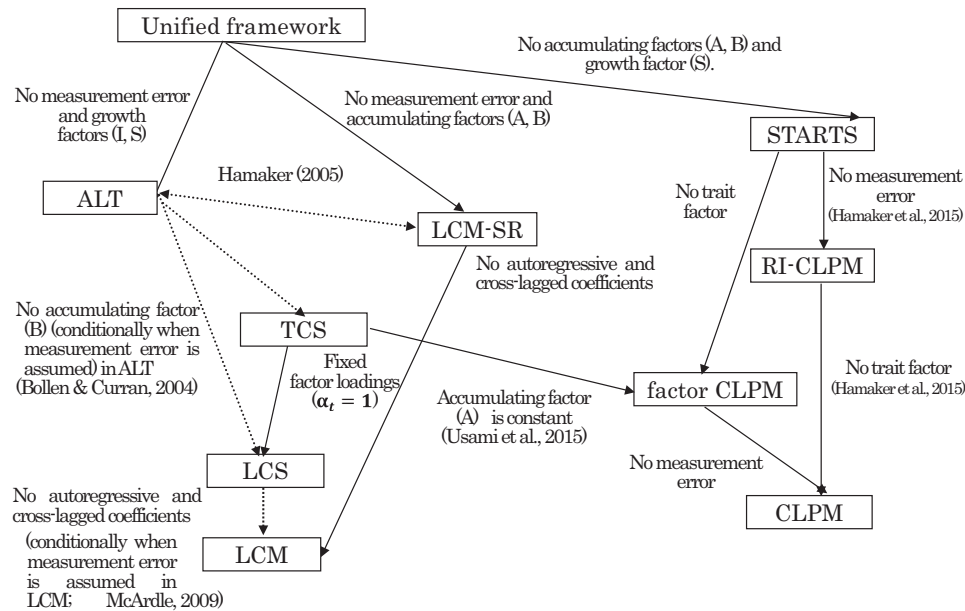 Unified framework
No accumulating factors (A, B) and
growth factor (S).
No measurement error
and growth
factors (I, S)
No measurement error and
accumulating factors (A, B)
STARTS
Hamaker (2005)
ALT
No trait
factor
No measurement
error
(Hamaker et al., 2015)
LCM-SR
RI-CLPM
No autoregressive and
cross-lagged coefficients
No accumulating factor
(B) (conditionally when
measurement error is
assumed) in ALT
(Bollen & Curran, 2004)
TCS
Fixed
factor loadings
(α_t = 1)
No trait factor
(Hamaker et al., 2015)
factor CLPM
Accumulating factor
(A) is constant
(Usami et al., 2015)
LCS
No measurement
error
No autoregressive and
cross-lagged coefficients
(conditionally when
measurement error
is assumed in
LCM; McArdle, 2009)
CLPM
LCM